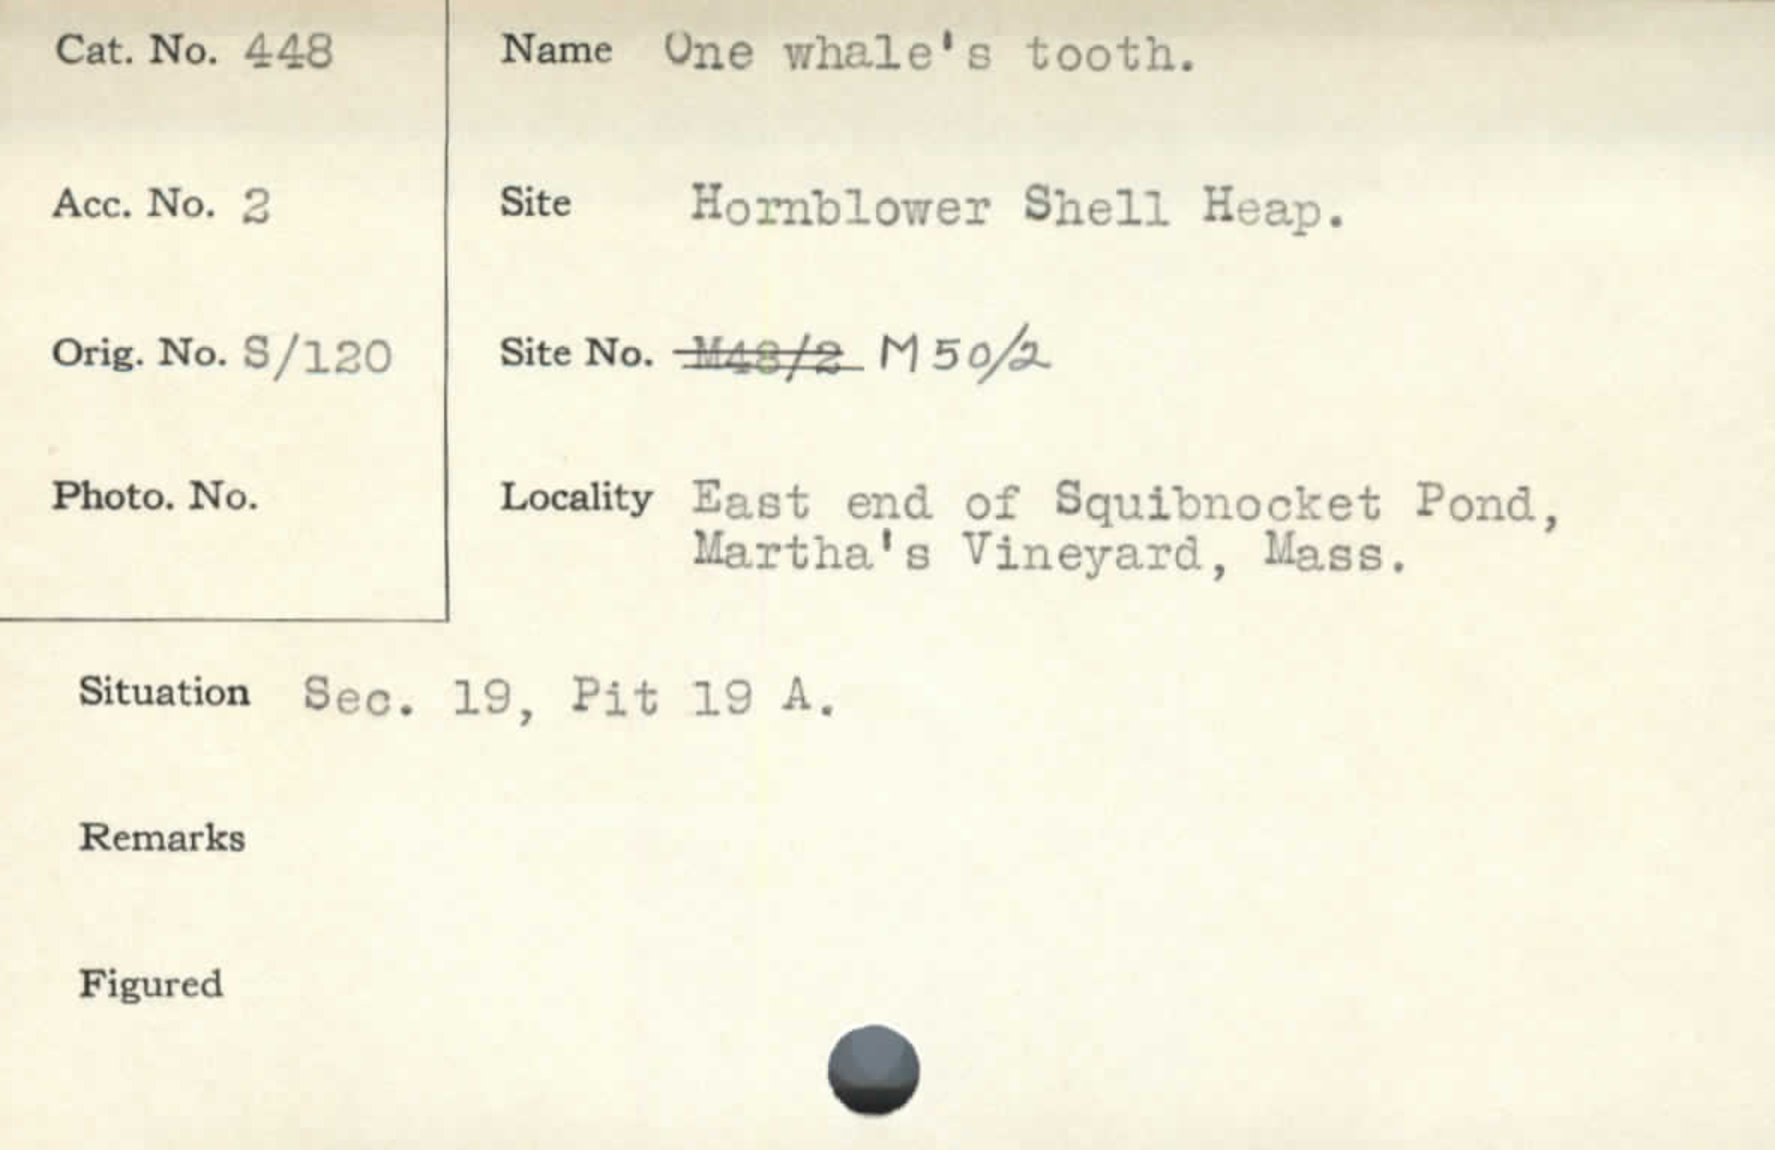 Cat. No. 448
Name One whale's tooth.
Acc. No. 2
Site Hornblower Shell Heap.
Orig. No. S/120
Site No. M48/2 M50/2
Photo. No.
Locality East end of Squibnocket Pond,
Martha's Vineyard, Mass.
Situation Sec. 19, Pit 19 A.
Remarks
Figured